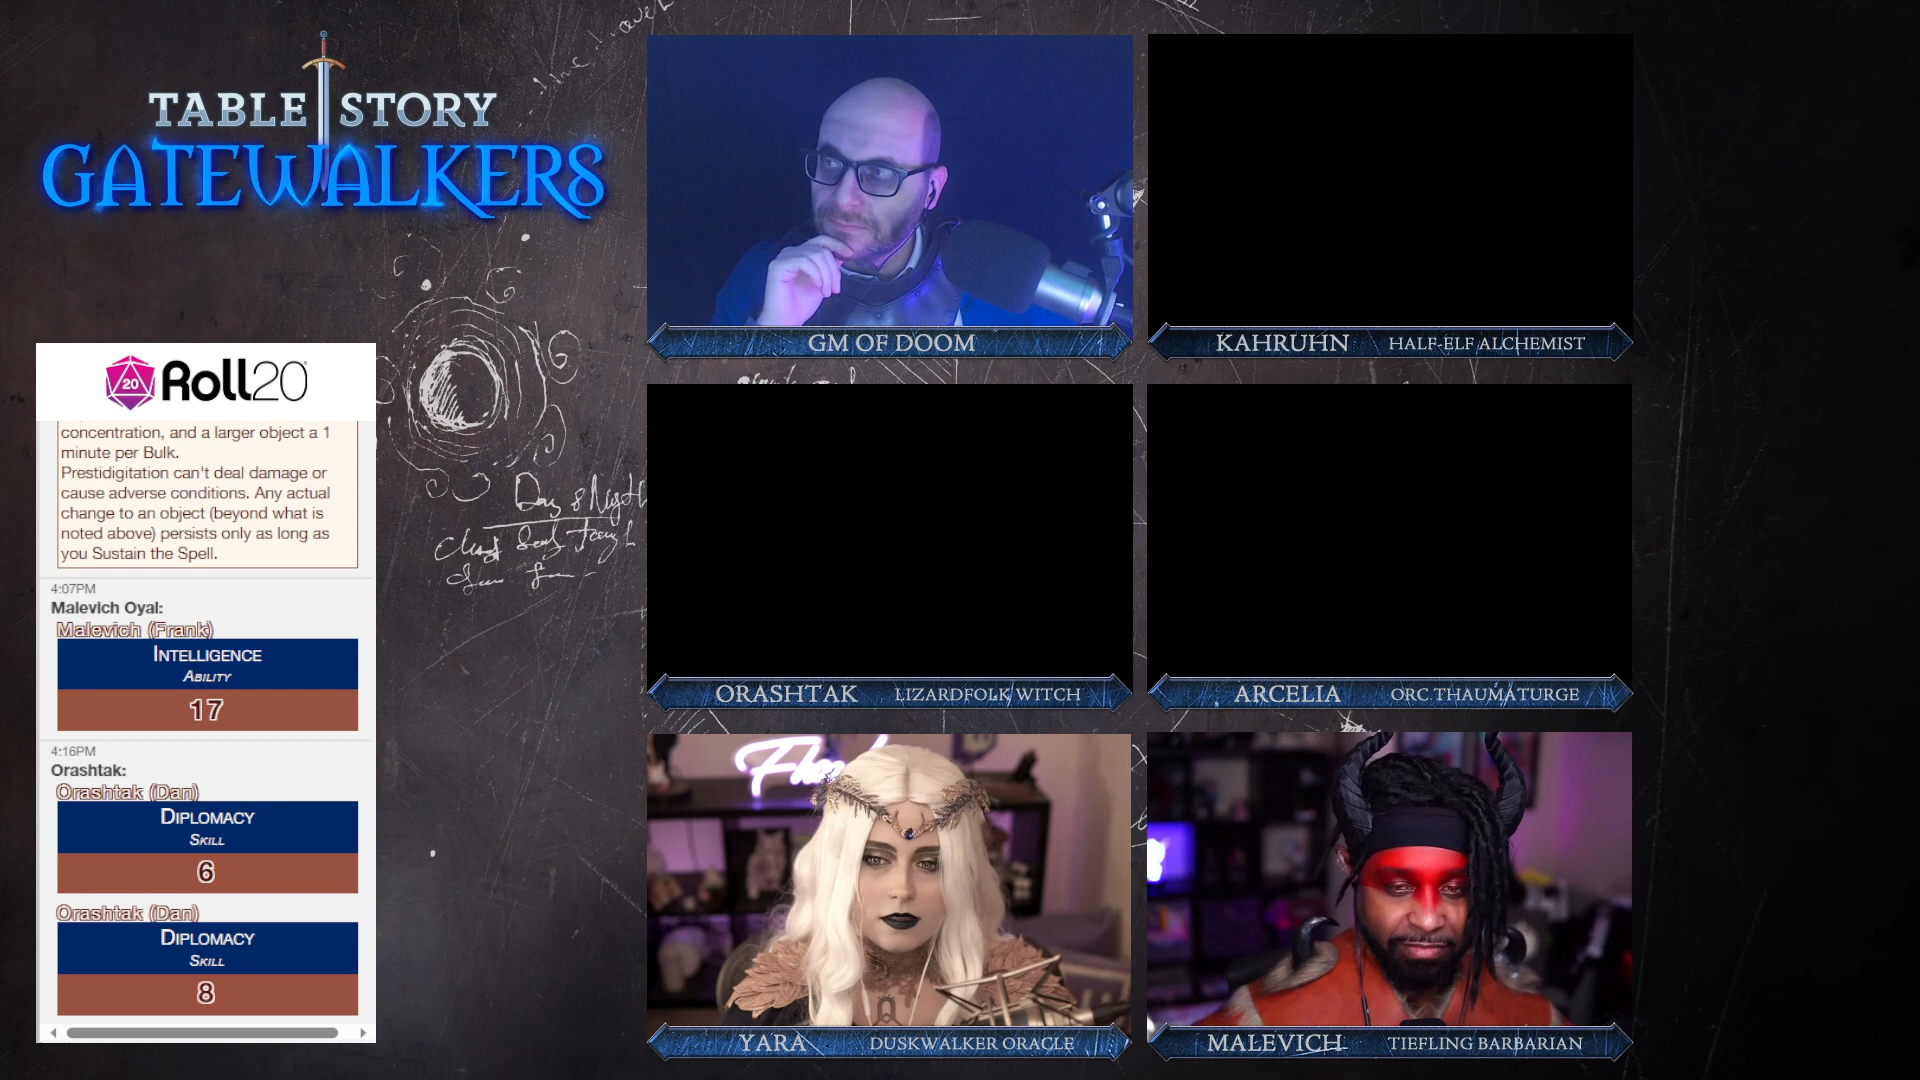 TABLE STORY
GATEWALKERS
20 Roll20
concentration, and a larger object a 1
minute per Bulk.
Prestidigitation can't deal damage or
cause adverse conditions. Any actual
change to an object (beyond what is
noted above) persists only as long as
you Sustain the Spell.
4:07PM
Malevich Oyal:
Malevich (Frank)
INTELLIGENCE
ABILITY
17
4:16PM
Orashtak:
Orashtak (Dan)
DIPLOMACY
SKILL
6
Orashtak (Dan)
DIPLOMACY
SKILL
8
Day & Night
GM OF DOOM
KAHRUHN HALF-ELF ALCHEMIST
ORASHTAK LIZARDFOLK WITCH
ARCELIA ORC THAUMATURGE
YARA DUSKWALKER ORACLE
MALEVICH TIEFLING BARBARIAN